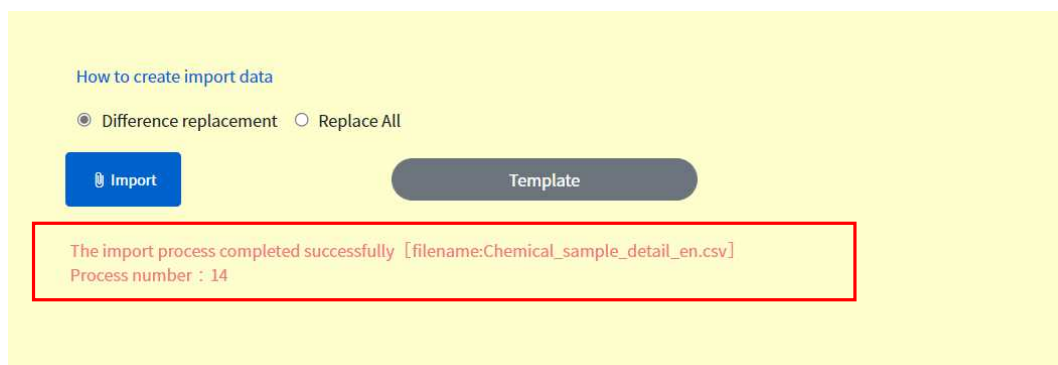 How to create import data
Difference replacement Replace All
Import Template
The import process completed successfully［filename:Chemical_sample_detail_en.csv］
Process number：14